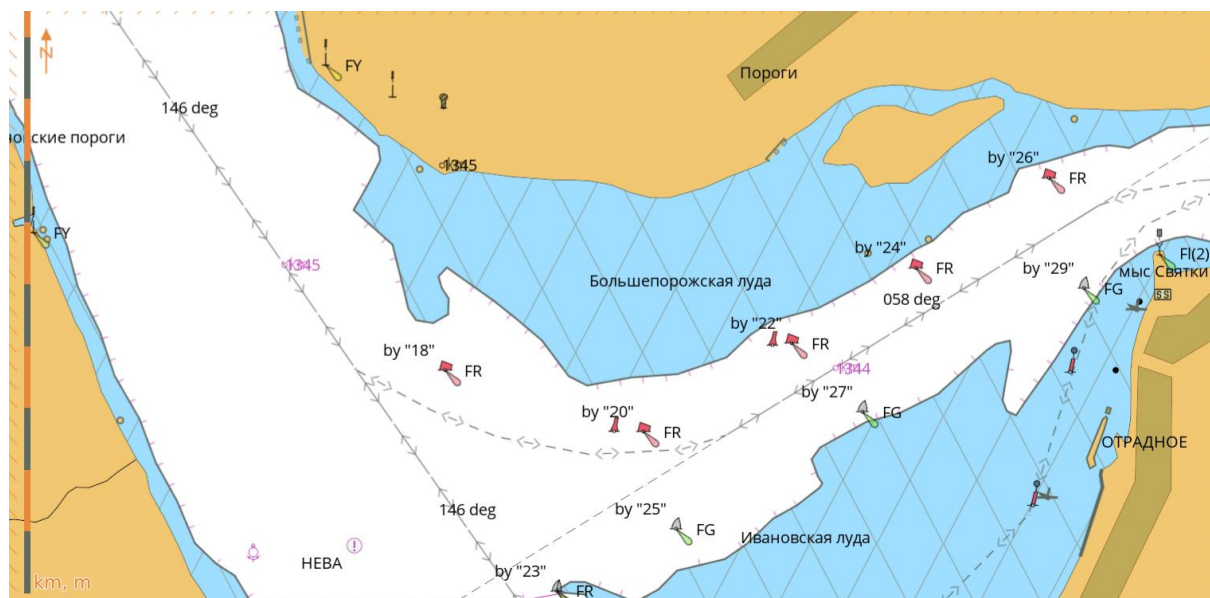 FY
Пороги
146 deg
1345
by "26"
FR
FY
by "24"
Fl(2)
1345
by "29"
мыс Святки
Большепорожская луда
FR
FG
SS
058 deg
by "22"
by "18"
FR
1344
FR
by "27"
by "20"
FG
FR
ОТРАДНОЕ
146 deg
by "25"
FG
Ивановская луда
НЕВА
by "23"
km, m
FR